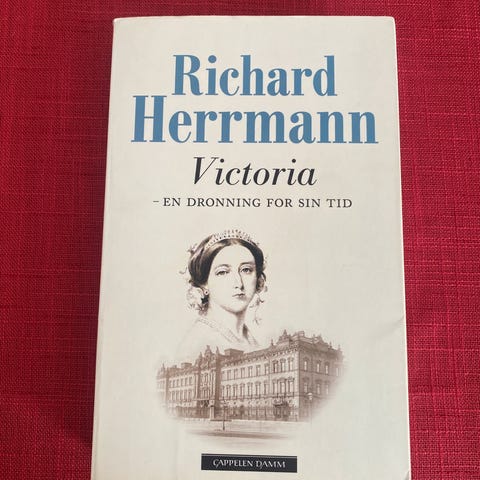 Richard
Herrmann
Victoria
– EN DRONNING FOR SIN TID
CAPPELEN DAMM